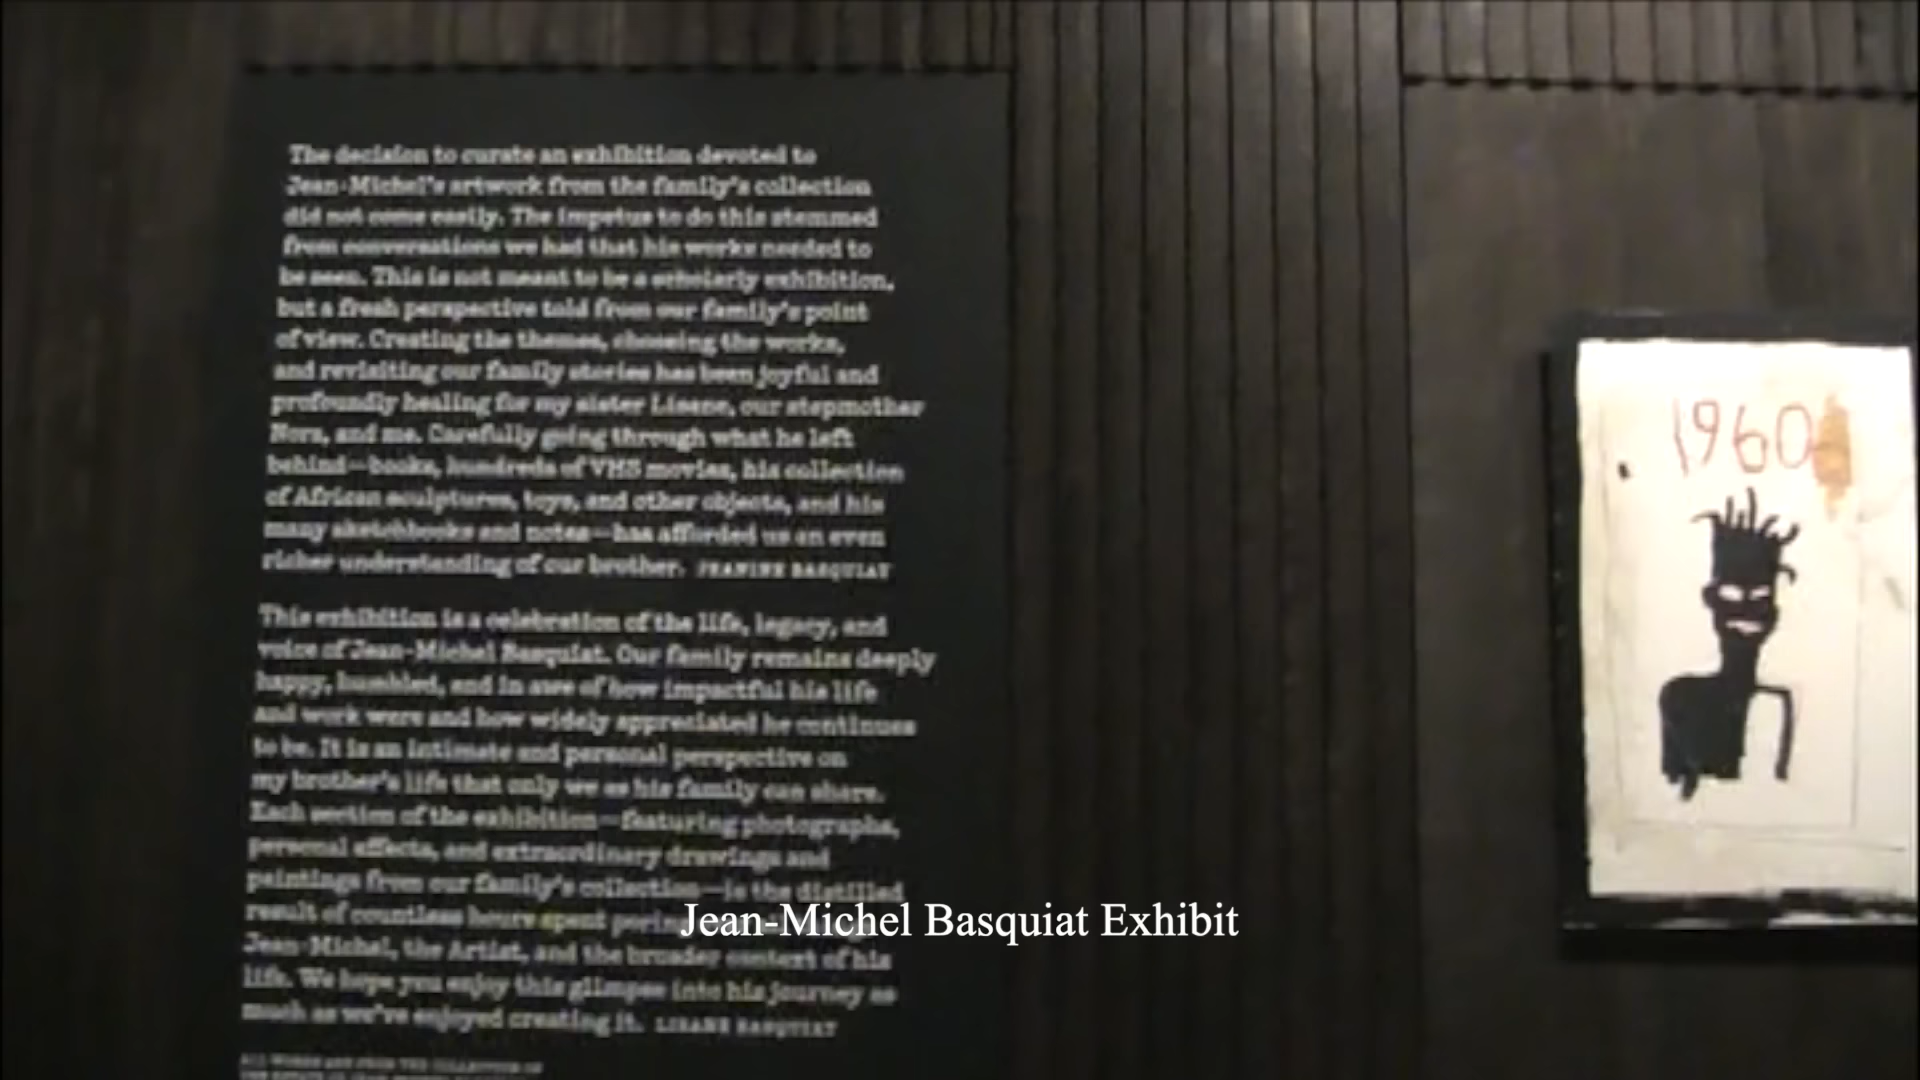 The decision to curate an exhibition devoted to
Jean-Michel's artwork from the family's collection
did not come easily. The impetus to do this stemmed
from conversations we had that his works needed to
be seen. This is not meant to be a scholarly exhibition,
but a fresh perspective told from our family's point
of view. Creating the themes, choosing the works,
and revisiting our family stories has been joyful and
profoundly healing for my sister Lisane, our stepmother
Nora, and me. Carefully going through what he left
behind—books, hundreds of VHS movies, his collection
of African sculptures, toys, and other objects, and his
many sketchbooks and notes—has afforded us an even
richer understanding of our brother. JEANINE BASQUIAT
This exhibition is a celebration of the life, legacy, and
voice of Jean-Michel Basquiat. Our family remains deeply
happy, humbled, and in awe of how impactful his life
and work were and how widely appreciated he continues
to be. It is an intimate and personal perspective on
my brother's life that only we as his family can share.
Each section of the exhibition—featuring photographs,
personal effects, and extraordinary drawings and
paintings from our family's collection—is the distilled
result of countless hours spent
Jean-Michel, the Artist, and the broader context of his
life. We hope you enjoy this glimpse into his journey as
much as we've enjoyed creating it. LISANE BASQUIAT
ALL WORKS ARE FROM THE COLLECTION OF
1960
Jean-Michel Basquiat Exhibit